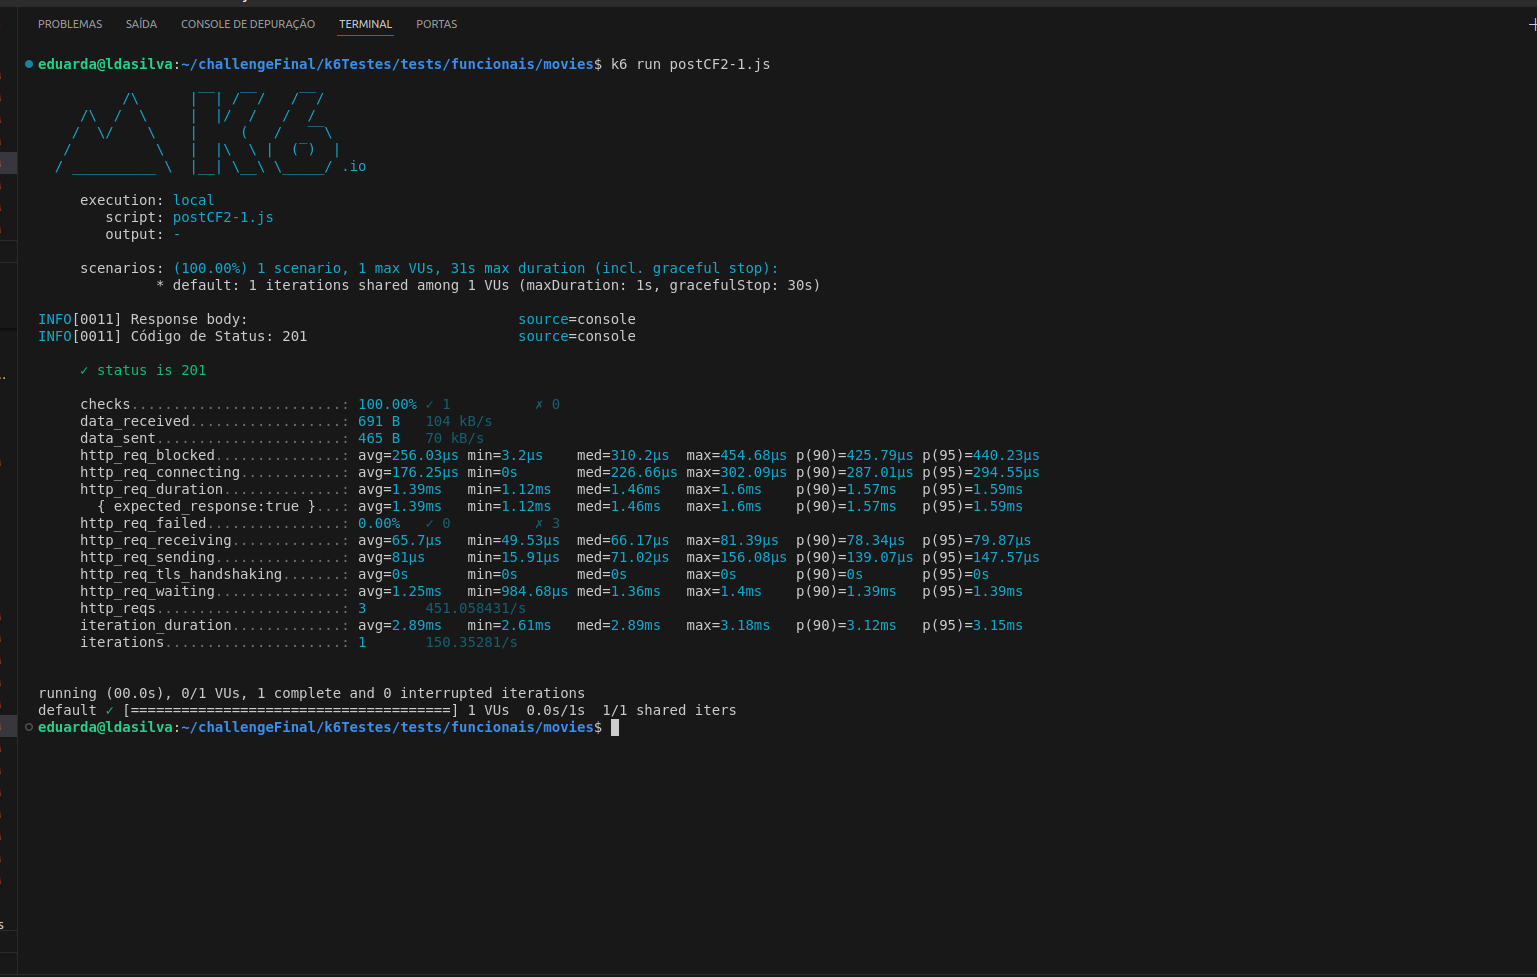 PROBLEMAS SAÍDA CONSOLE DE DEPURAÇÃO TERMINAL PORTAS
eduarda@ldasilva:~/challengeFinal/k6Testes/tests/funcionais/movies$ k6 run postCF2-1.js
.io
execution: local
script: postCF2-1.js
output: -
scenarios: (100.00%) 1 scenario, 1 max VUs, 31s max duration (incl. graceful stop):
* default: 1 iterations shared among 1 VUs (maxDuration: 1s, gracefulStop: 30s)
INFO[0011] Response body: source=console
INFO[0011] Código de Status: 201 source=console
✓ status is 201
checks.........................: 100.00% ✓ 1 ✗ 0
data_received..................: 691 B 104 kB/s
data_sent......................: 465 B 70 kB/s
http_req_blocked...............: avg=256.03µs min=3.2µs med=310.2µs max=454.68µs p(90)=425.79µs p(95)=440.23µs
http_req_connecting............: avg=176.25µs min=0s med=226.66µs max=302.09µs p(90)=287.01µs p(95)=294.55µs
http_req_duration..............: avg=1.39ms min=1.12ms med=1.46ms max=1.6ms p(90)=1.57ms p(95)=1.59ms
{ expected_response:true }...: avg=1.39ms min=1.12ms med=1.46ms max=1.6ms p(90)=1.57ms p(95)=1.59ms
http_req_failed................: 0.00% ✓ 0 ✗ 3
http_req_receiving.............: avg=65.7µs min=49.53µs med=66.17µs max=81.39µs p(90)=78.34µs p(95)=79.87µs
http_req_sending...............: avg=81µs min=15.91µs med=71.02µs max=156.08µs p(90)=139.07µs p(95)=147.57µs
http_req_tls_handshaking.......: avg=0s min=0s med=0s max=0s p(90)=0s p(95)=0s
http_req_waiting...............: avg=1.25ms min=984.68µs med=1.36ms max=1.4ms p(90)=1.39ms p(95)=1.39ms
http_reqs......................: 3 451.058431/s
iteration_duration.............: avg=2.89ms min=2.61ms med=2.89ms max=3.18ms p(90)=3.12ms p(95)=3.15ms
iterations.....................: 1 150.35281/s
running (00.0s), 0/1 VUs, 1 complete and 0 interrupted iterations
default ✓ [======================================] 1 VUs 0.0s/1s 1/1 shared iters
eduarda@ldasilva:~/challengeFinal/k6Testes/tests/funcionais/movies$